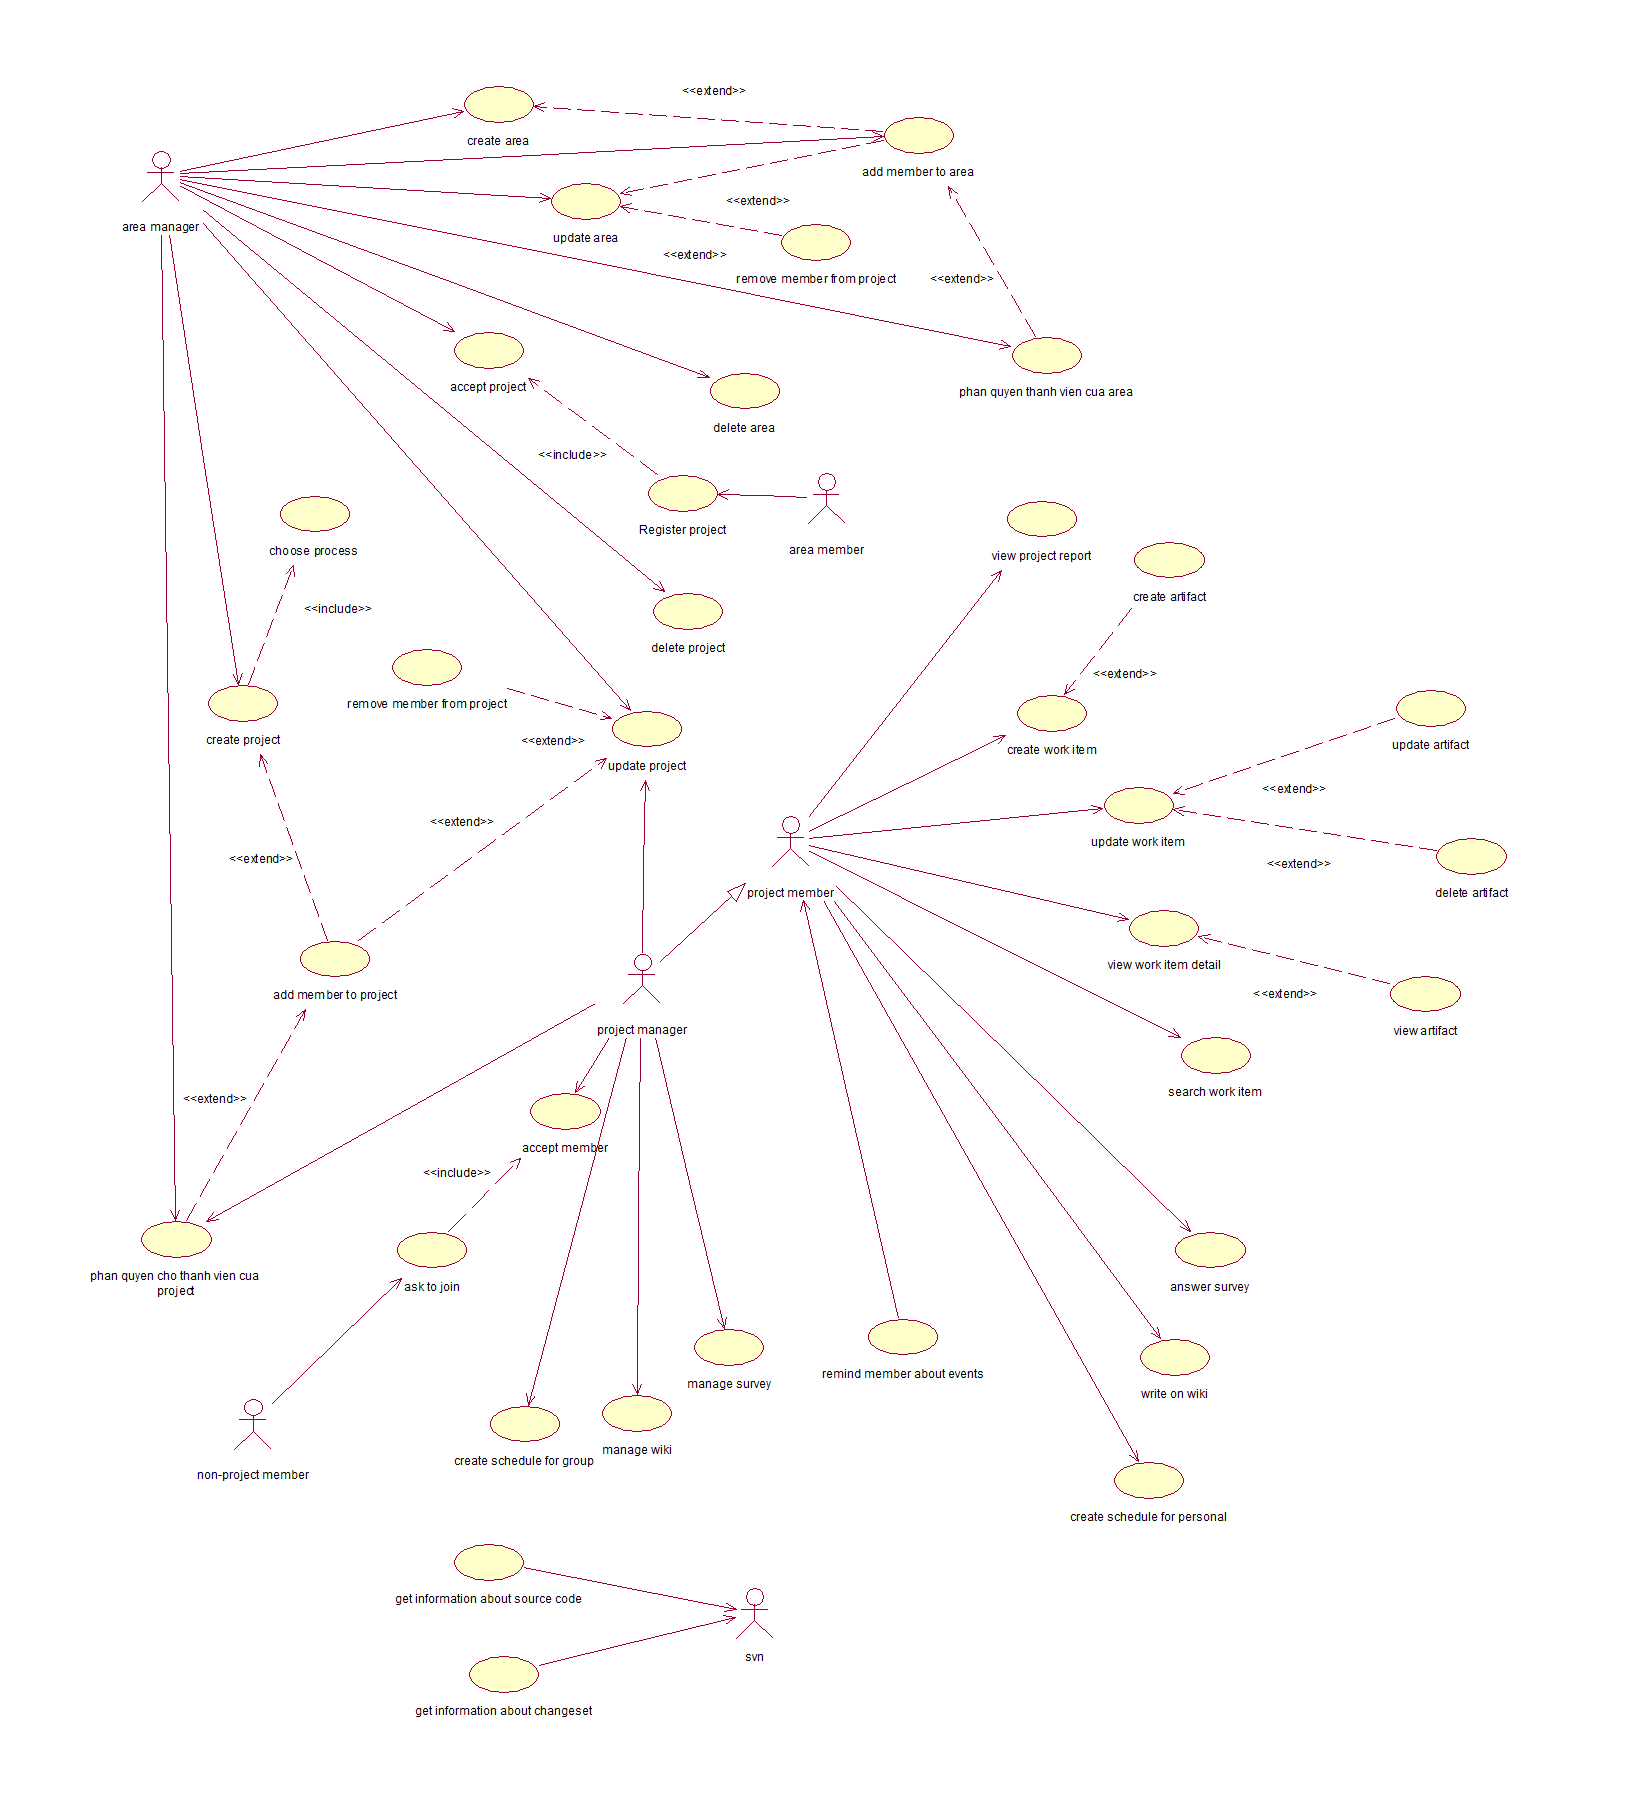 <<extend>>
create area
add member to area
<<extend>>
area manager
update area
<<extend>>
remove member from project
<<extend>>
accept project
phan quyen thanh vien cua area
delete area
<<include>>
Register project
area member
choose process
view project report
create artifact
<<include>>
delete project
<<extend>>
remove member from project
create project
<<extend>>
update project
create work item
update artifact
<<extend>>
<<extend>>
update work item
<<extend>>
<<extend>>
project member
delete artifact
view work item detail
add member to project
<<extend>>
project manager
view artifact
search work item
<<extend>>
accept member
<<include>>
phan quyen cho thanh vien cua
project
ask to join
answer survey
manage survey
remind member about events
write on wiki
manage wiki
create schedule for group
non-project member
create schedule for personal
get information about source code
svn
get information about changeset